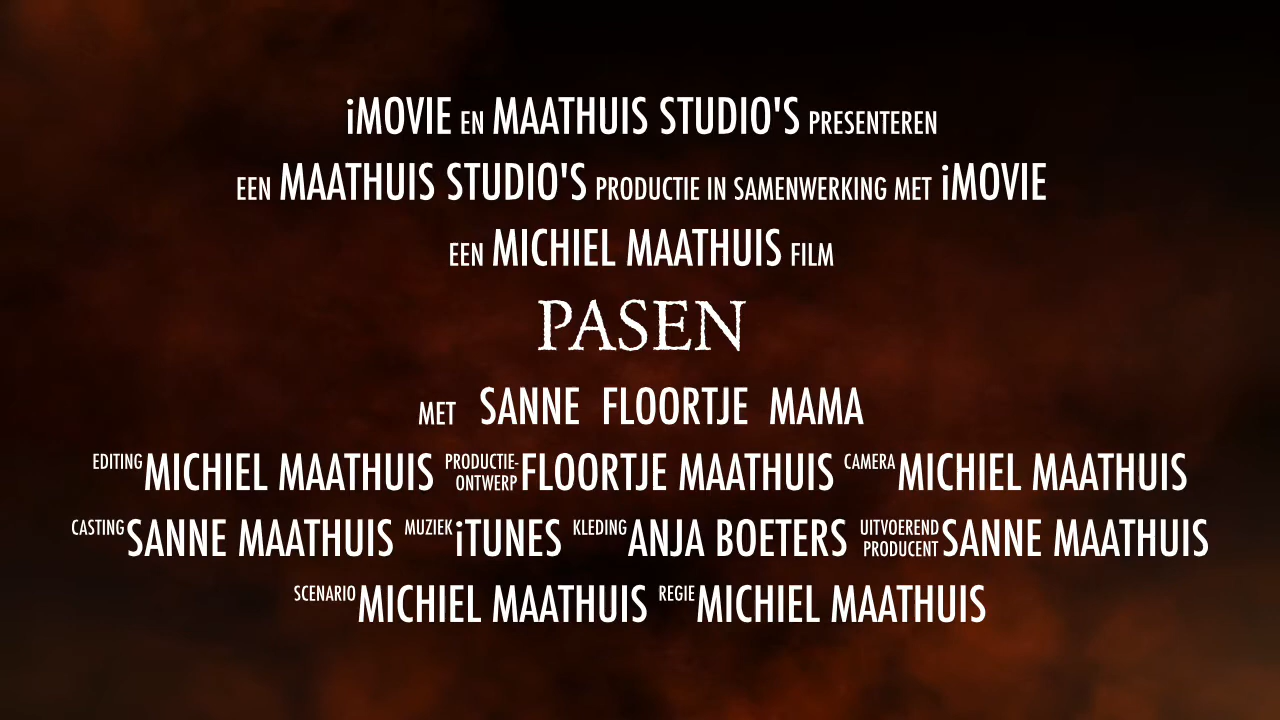 iMOVIE EN MAATHUIS STUDIO'S PRESENTEREN
EEN MAATHUIS STUDIO'S PRODUCTIE IN SAMENWERKING MET iMOVIE
EEN MICHIEL MAATHUIS FILM
PASEN
MET SANNE FLOORTJE MAMA
EDITING MICHIEL MAATHUIS PRODUCTIE-ONTWERP FLOORTJE MAATHUIS CAMERA MICHIEL MAATHUIS
CASTING SANNE MAATHUIS MUZIEK iTUNES KLEDING ANJA BOETERS UITVOEREND PRODUCENT SANNE MAATHUIS
SCENARIO MICHIEL MAATHUIS REGIE MICHIEL MAATHUIS